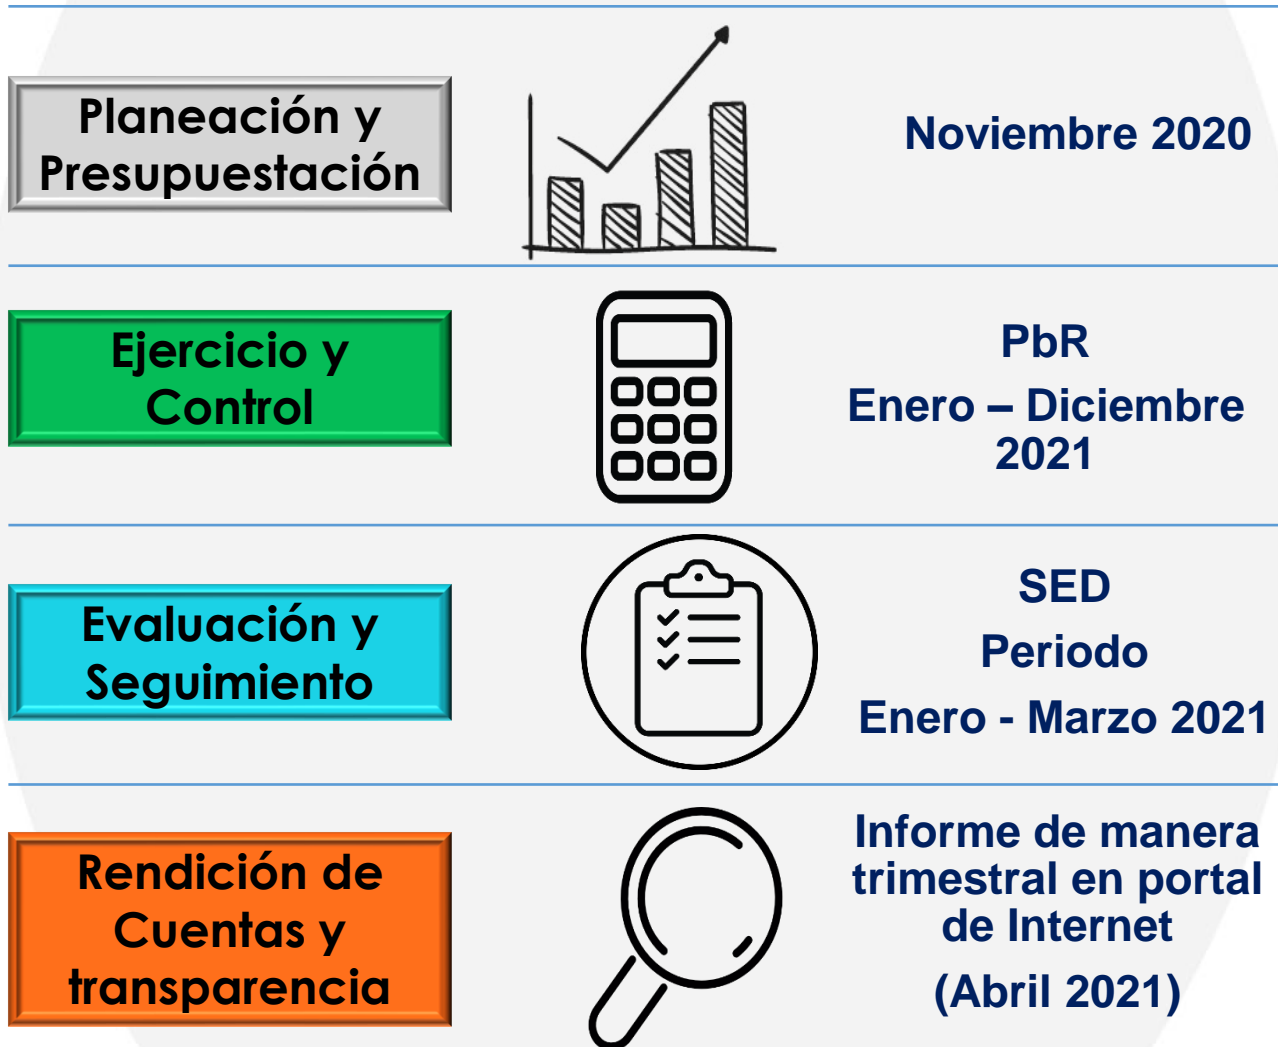 Planeación y
Presupuestación
Noviembre 2020
Ejercicio y
Control
PbR
Enero – Diciembre
2021
Evaluación y
Seguimiento
SED
Periodo
Enero - Marzo 2021
Rendición de
Cuentas y
transparencia
Informe de manera
trimestral en portal
de Internet
(Abril 2021)